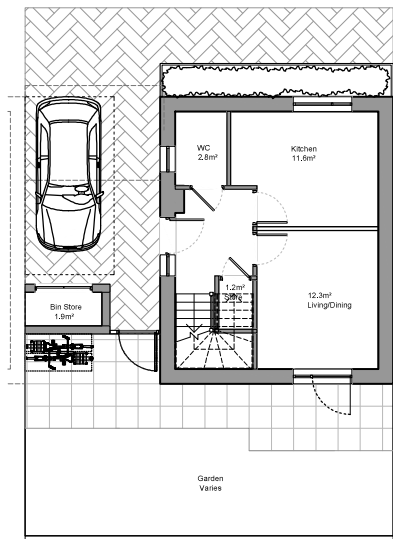 WC
2.8m²
Kitchen
11.6m²
1.2m²
Store
12.3m²
Living/Dining
Bin Store
1.9m²
Garden
Varies